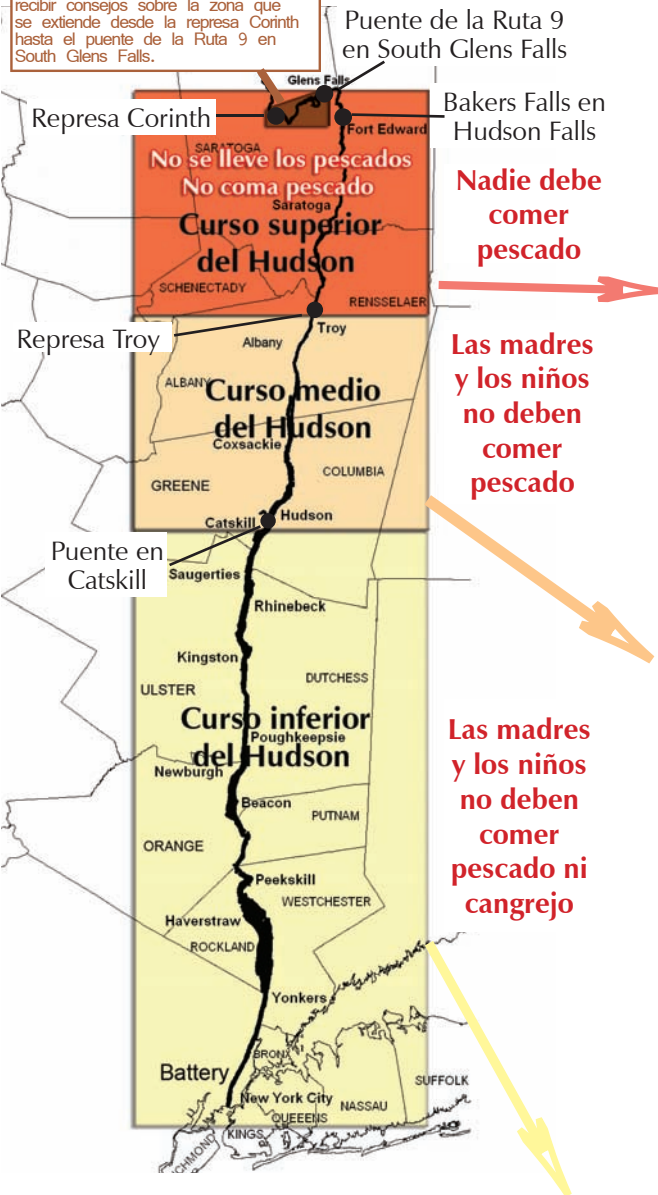 recibir consejos sobre la zona que
se extiende desde la represa Corinth
hasta el puente de la Ruta 9 en
South Glens Falls.
Puente de la Ruta 9
en South Glens Falls
Glens Falls
Represa Corinth
Bakers Falls en
Hudson Falls
Fort Edward
SARATOGA
No se lleve los pescados
No coma pescado
Nadie debe
comer
pescado
Saratoga
Curso superior
del Hudson
SCHENECTADY
RENSSELAER
Represa Troy
Troy
Albany
Las madres
y los niños
no deben
comer
pescado
ALBANY
Curso medio
del Hudson
Coxsackie
COLUMBIA
GREENE
Catskill
Hudson
Puente en
Catskill
Saugerties
Rhinebeck
Kingston
DUTCHESS
ULSTER
Curso inferior
del Hudson
Poughkeepsie
Newburgh
Las madres
y los niños
no deben
comer
pescado ni
cangrejo
Beacon
PUTNAM
ORANGE
Peekskill
WESTCHESTER
Haverstraw
ROCKLAND
Yonkers
BRONX
Battery
SUFFOLK
New York City
NASSAU
QUEEENS
KINGS